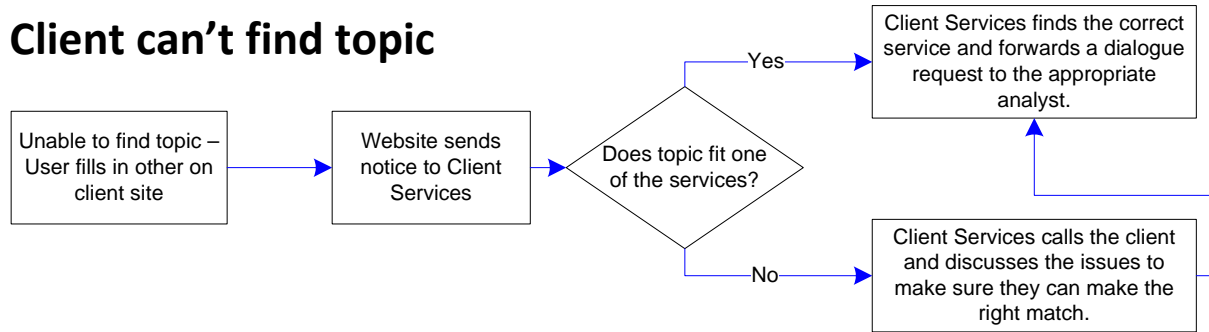 Client can’t find topic
Unable to find topic –
User fills in other on
client site
Website sends
notice to Client
Services
Does topic fit one
of the services?
Yes
Client Services finds the correct
service and forwards a dialogue
request to the appropriate
analyst.
No
Client Services calls the client
and discusses the issues to
make sure they can make the
right match.